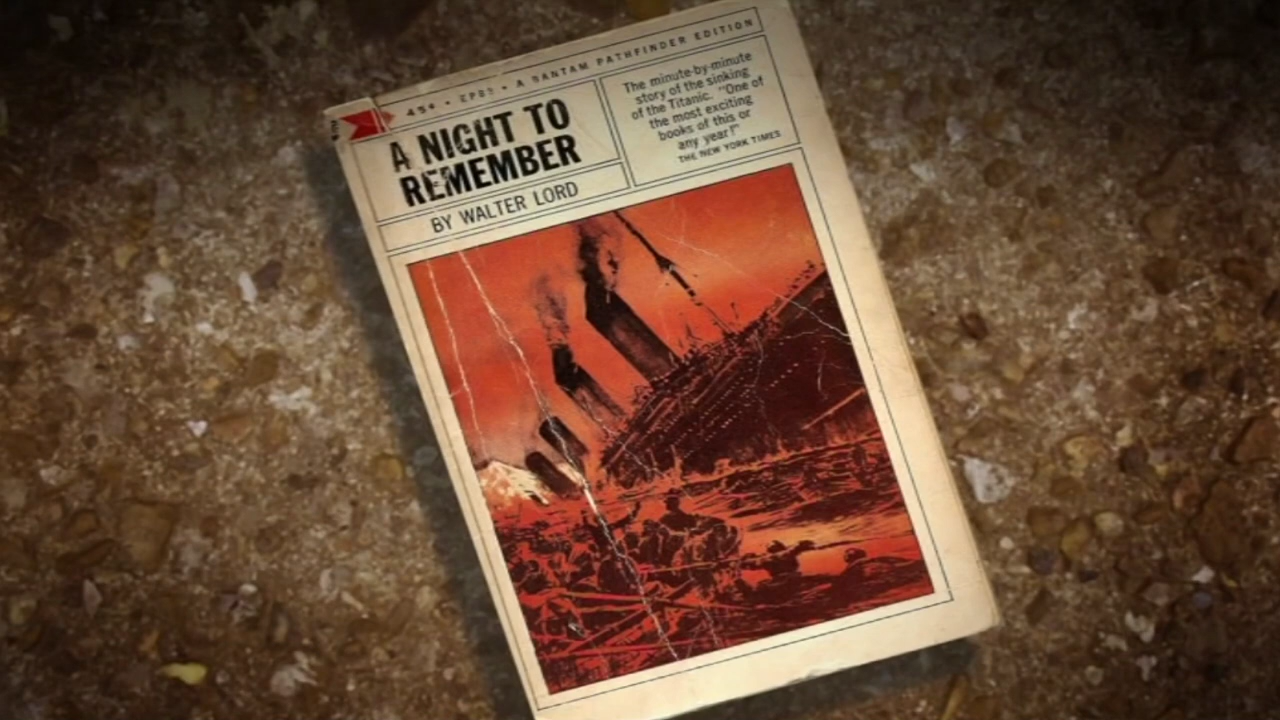 45¢ • • A BANTAM PATHFINDER EDITION
A NIGHT TO
REMEMBER
BY WALTER LORD
The minute-by-minute
story of the sinking
of the Titanic. "One of
the most exciting
books of this or
any year!"
THE NEW YORK TIMES